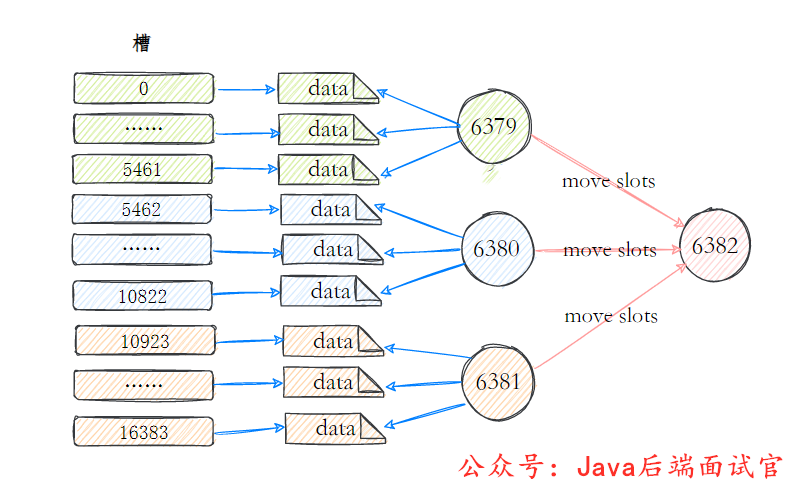 槽
0 data
…… data
5461 data
6379
move slots
5462 data
…… data
10822 data
6380
move slots
6382
10923 data
…… data
16383 data
6381
move slots
公众号：Java后端面试官